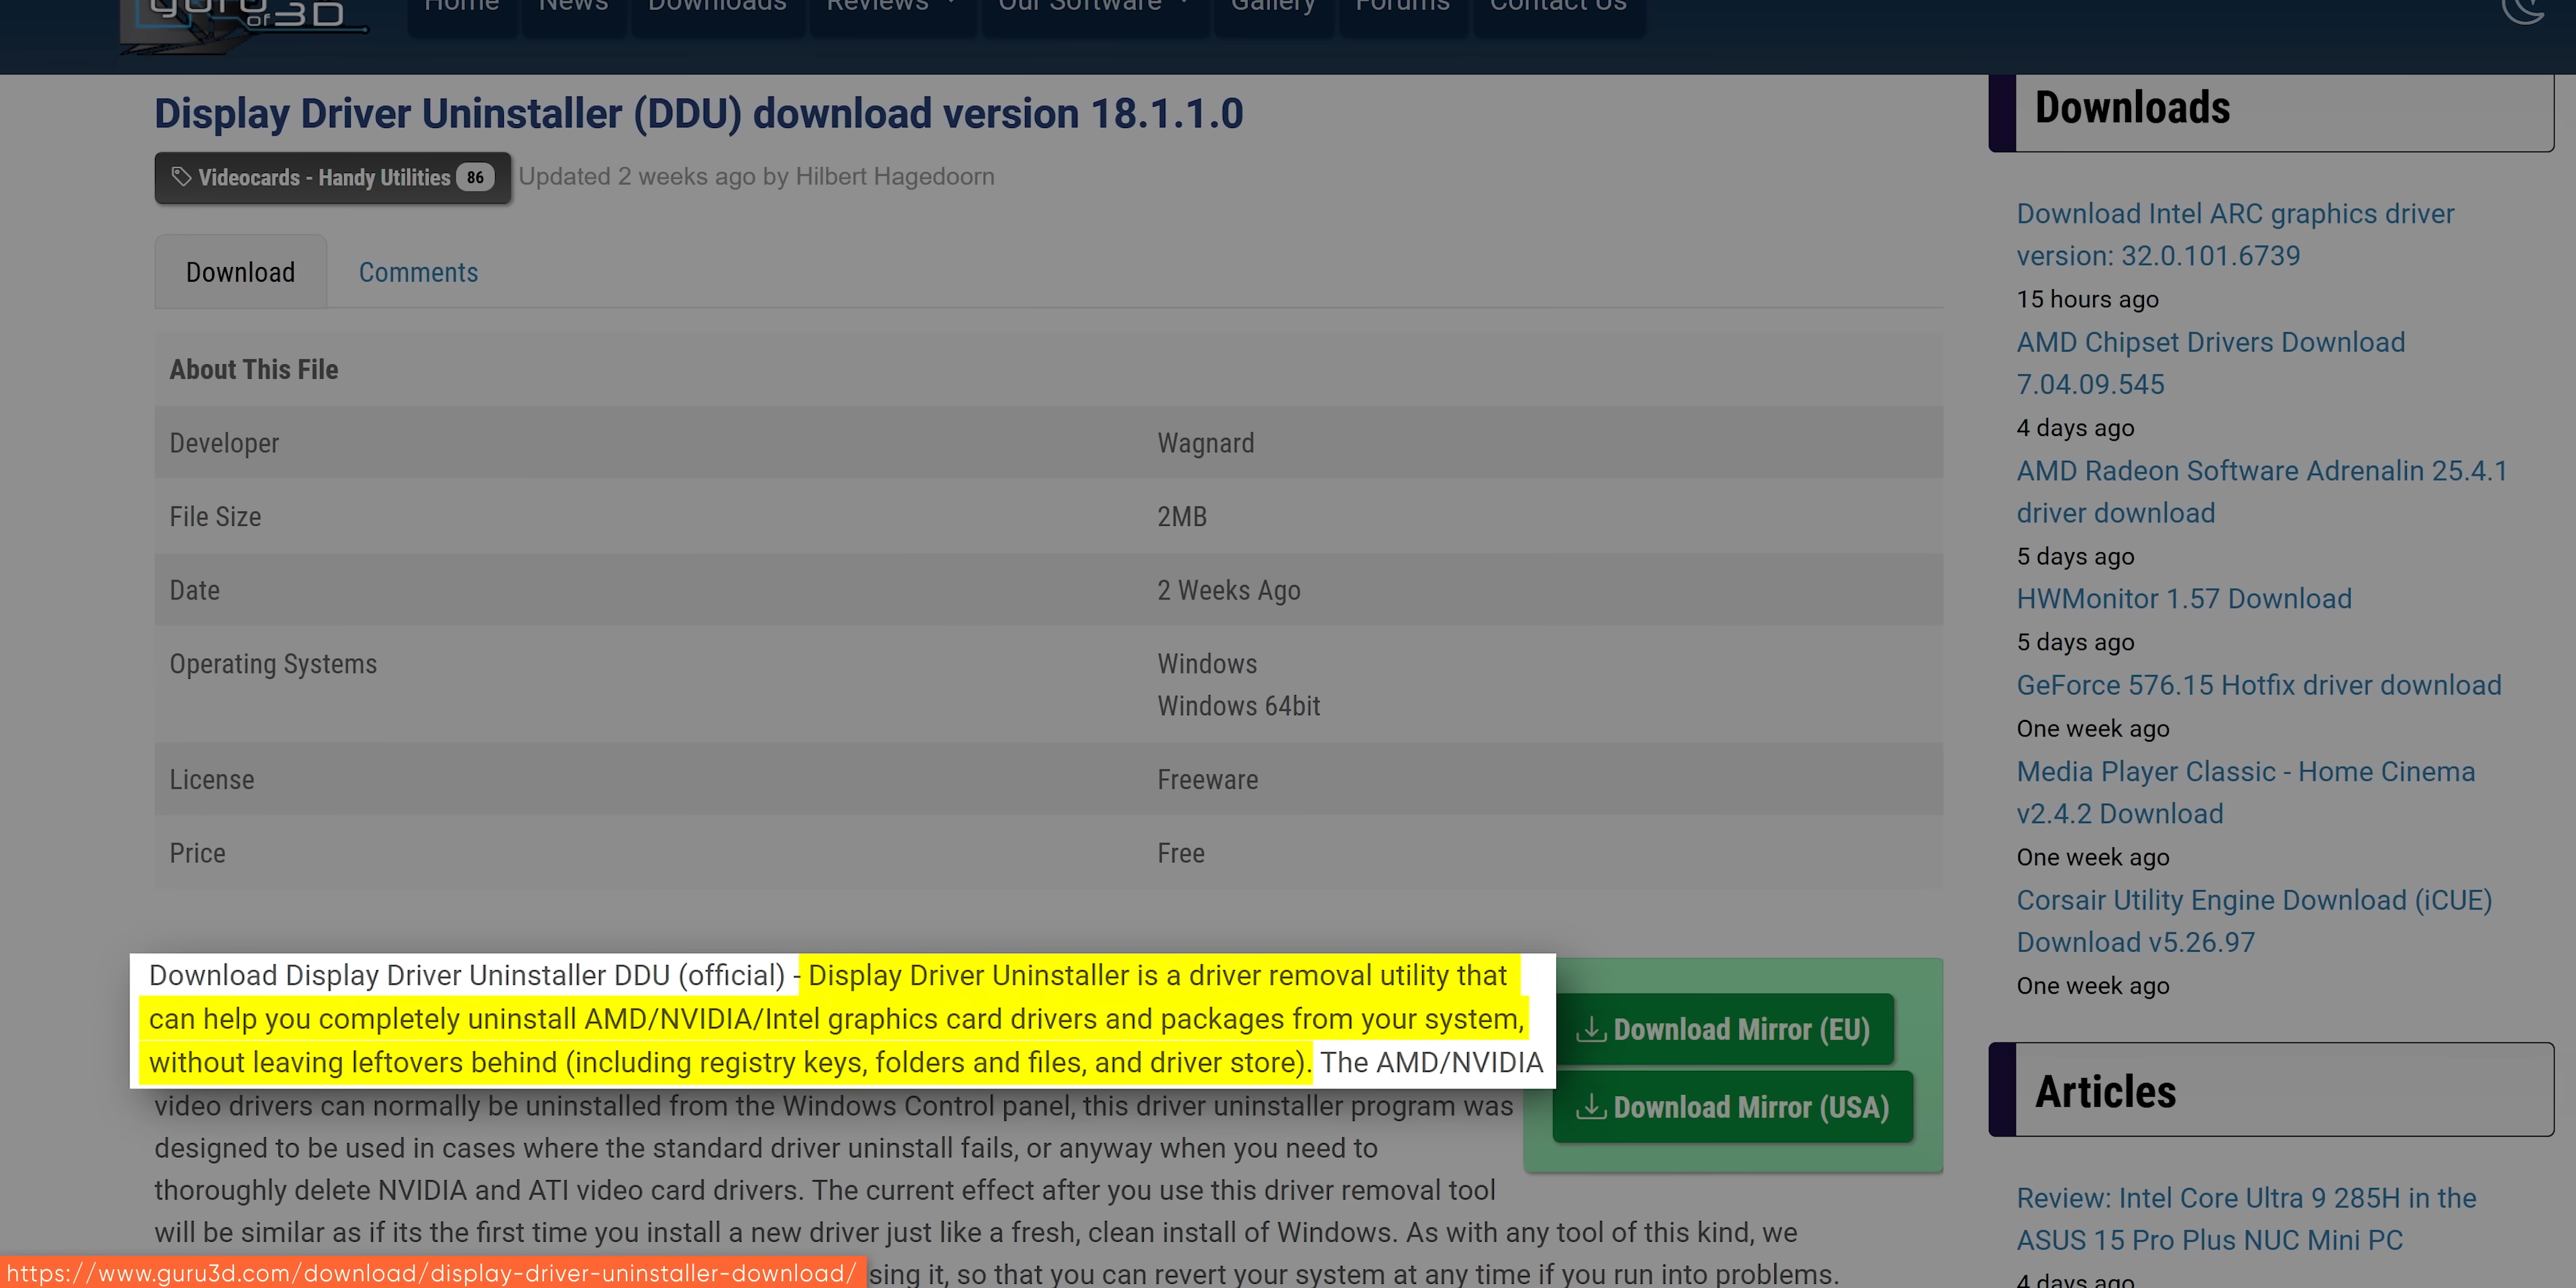 guru
OF 3D
Home
News
Downloads
Reviews
Our Software
Gallery
Forums
Contact Us
Display Driver Uninstaller (DDU) download version 18.1.1.0
Videocards - Handy Utilities 86
Updated 2 weeks ago by Hilbert Hagedoorn
Download
Comments
About This File
Developer
Wagnard
File Size
2MB
Date
2 Weeks Ago
Operating Systems
Windows
Windows 64bit
License
Freeware
Price
Free
Download Display Driver Uninstaller DDU (official) - Display Driver Uninstaller is a driver removal utility that
can help you completely uninstall AMD/NVIDIA/Intel graphics card drivers and packages from your system,
without leaving leftovers behind (including registry keys, folders and files, and driver store). The AMD/NVIDIA
video drivers can normally be uninstalled from the Windows Control panel, this driver uninstaller program was
designed to be used in cases where the standard driver uninstall fails, or anyway when you need to
thoroughly delete NVIDIA and ATI video card drivers. The current effect after you use this driver removal tool
will be similar as if its the first time you install a new driver just like a fresh, clean install of Windows. As with any tool of this kind, we
sing it, so that you can revert your system at any time if you run into problems.
Download Mirror (EU)
Download Mirror (USA)
https://www.guru3d.com/download/display-driver-uninstaller-download/
Downloads
Download Intel ARC graphics driver
version: 32.0.101.6739
15 hours ago
AMD Chipset Drivers Download
7.04.09.545
4 days ago
AMD Radeon Software Adrenalin 25.4.1
driver download
5 days ago
HWMonitor 1.57 Download
5 days ago
GeForce 576.15 Hotfix driver download
One week ago
Media Player Classic - Home Cinema
v2.4.2 Download
One week ago
Corsair Utility Engine Download (iCUE)
Download v5.26.97
One week ago
Articles
Review: Intel Core Ultra 9 285H in the
ASUS 15 Pro Plus NUC Mini PC
4 days ago